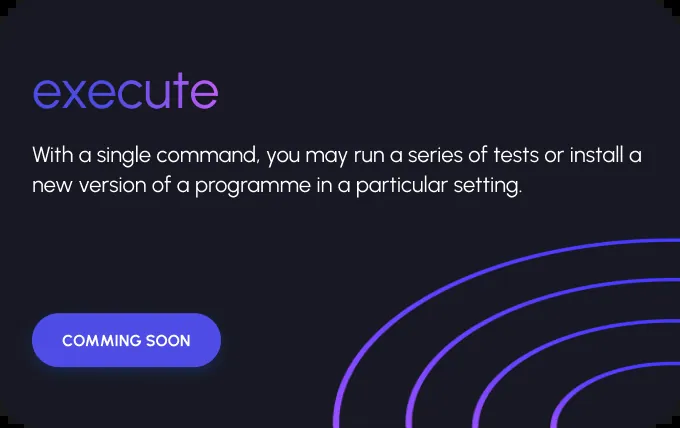 execute
With a single command, you may run a series of tests or install a
new version of a programme in a particular setting.
COMMING SOON